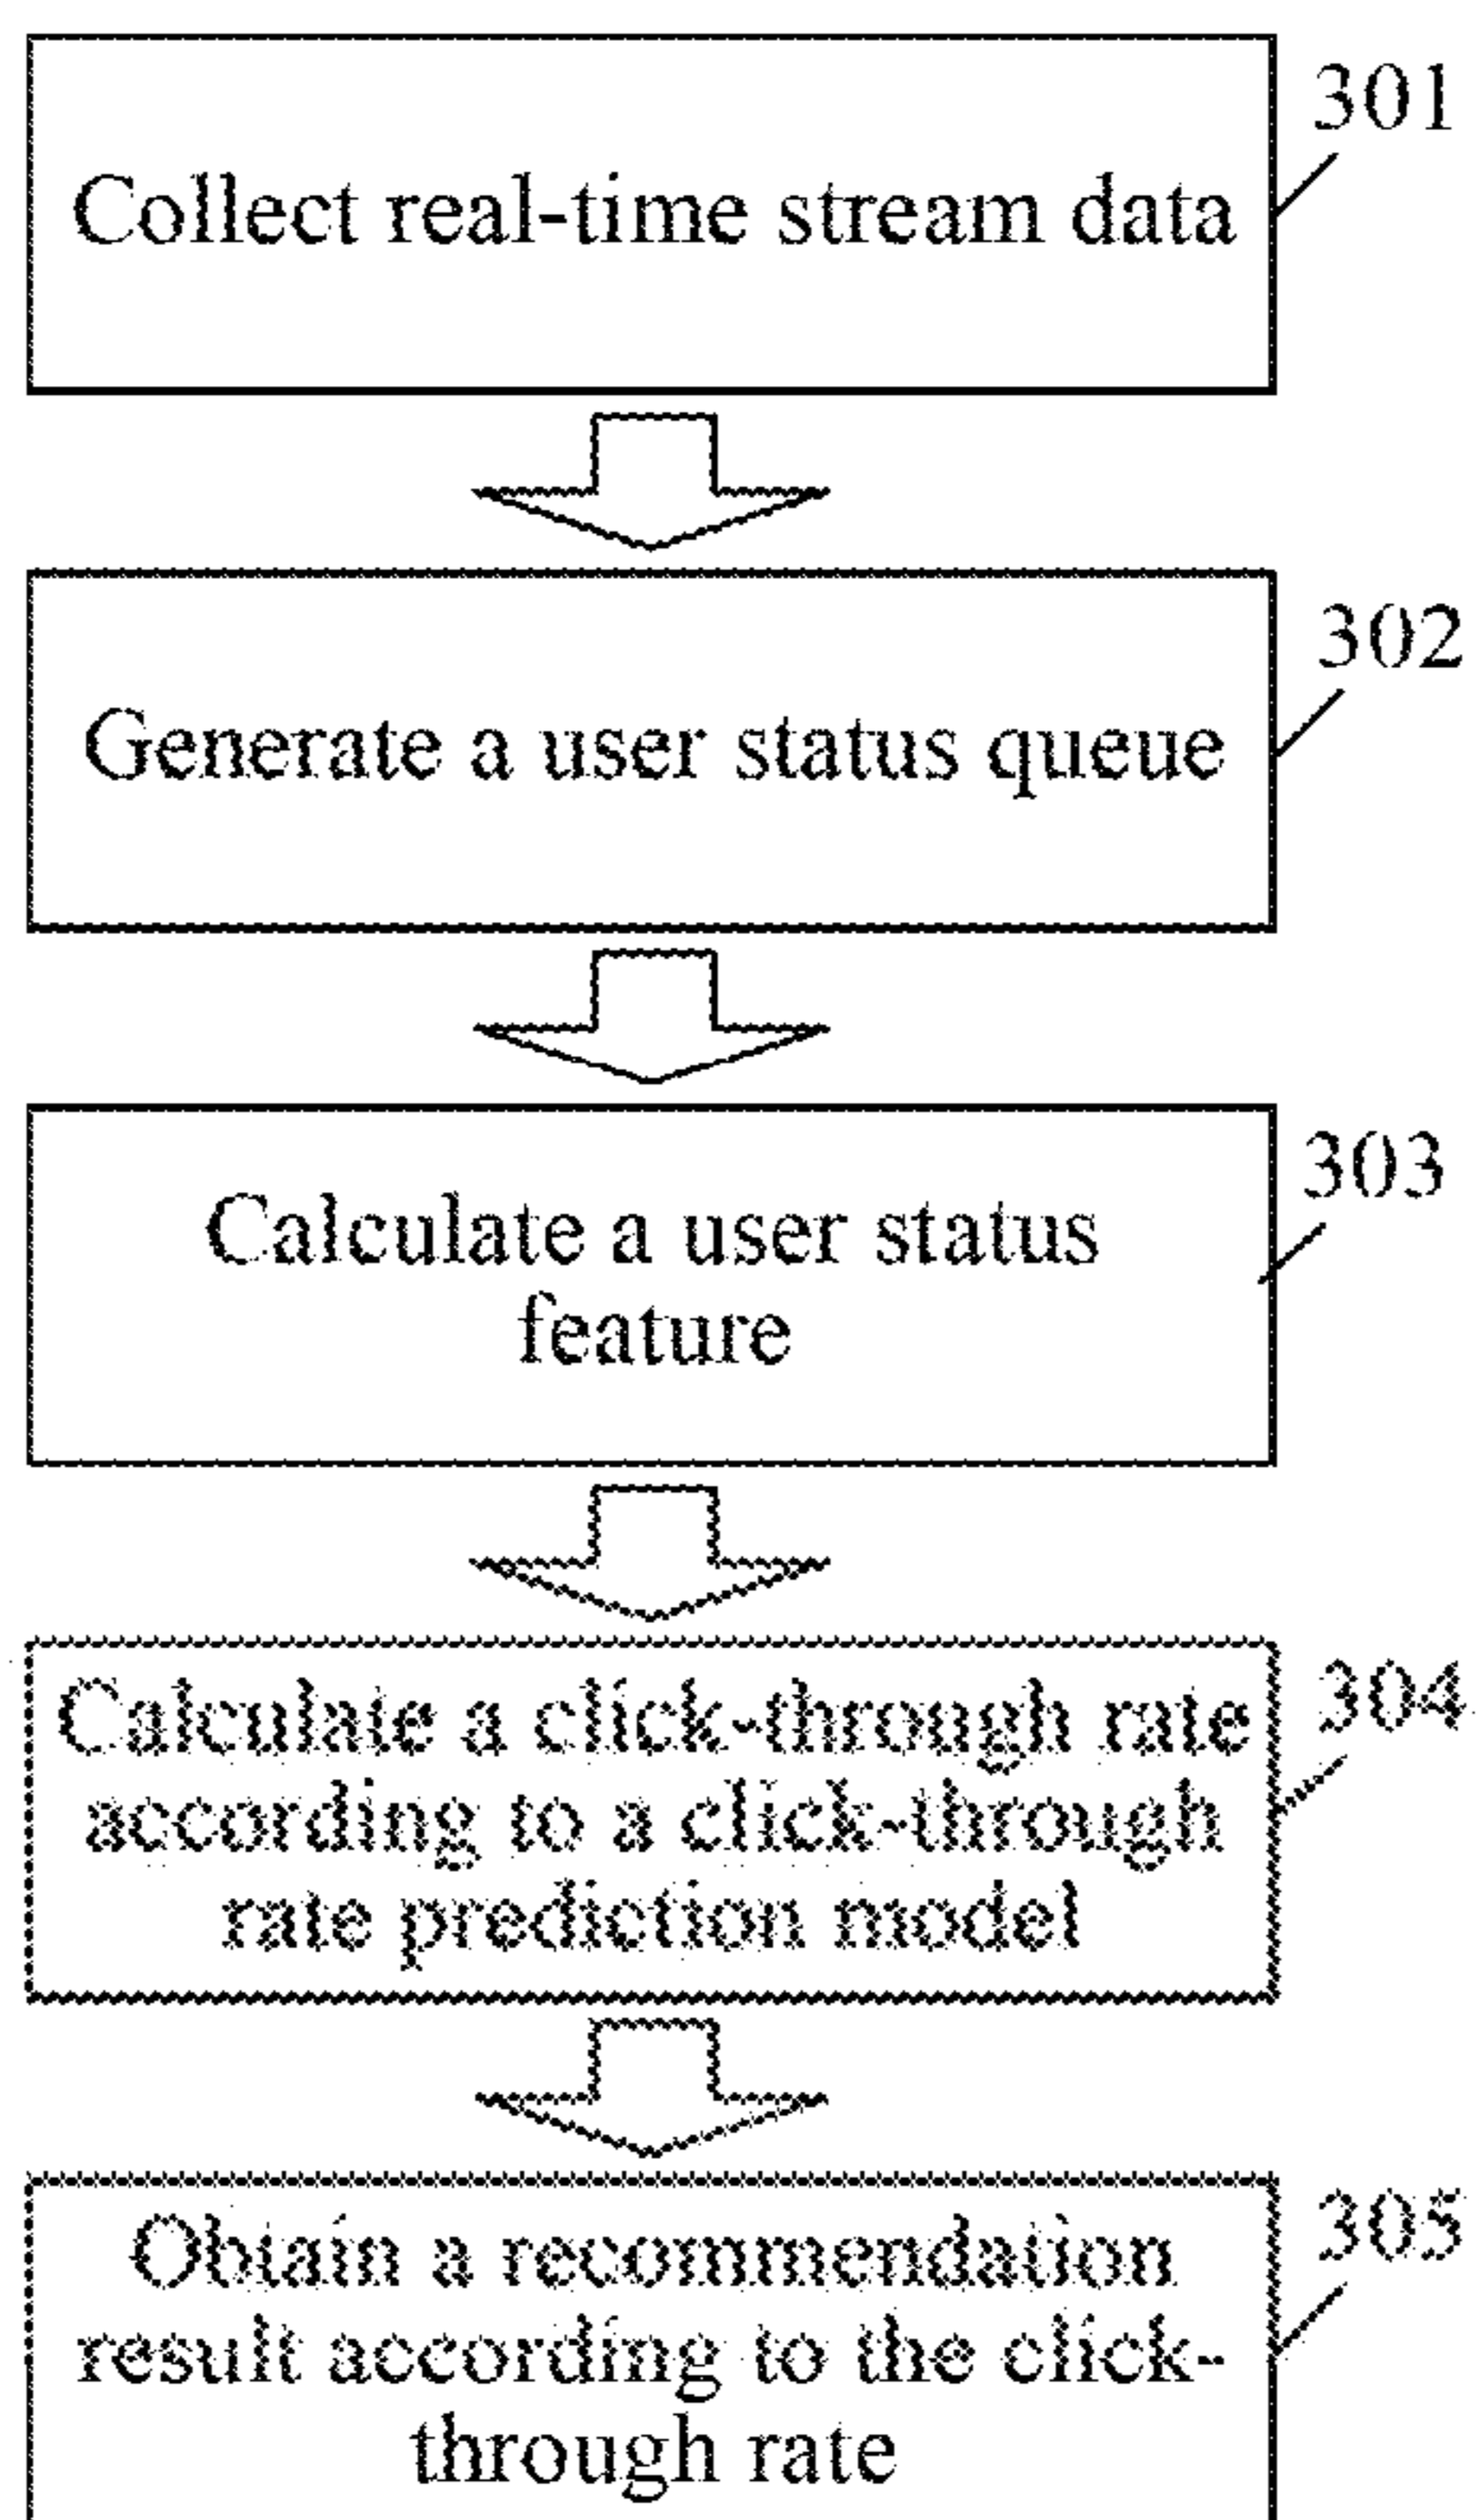 301
Collect real-time stream data
302
Generate a user status queue
303
Calculate a user status
feature
304
Calculate a click-through rate
according to a click-through
rate prediction model
305
Obtain a recommendation
result according to the click-
through rate